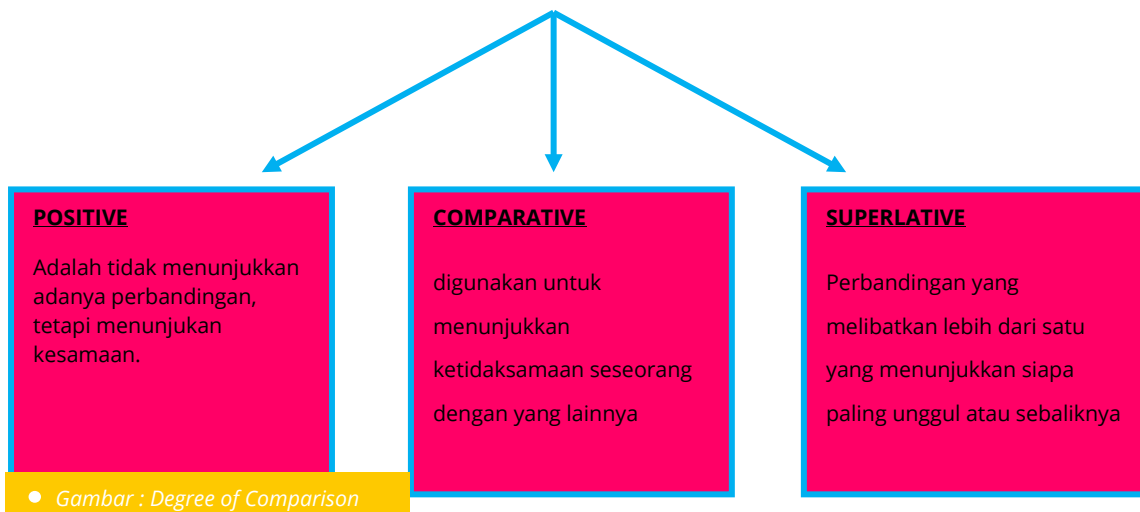 POSITIVE
Adalah tidak menunjukkan
adanya perbandingan,
tetapi menunjukan
kesamaan.
COMPARATIVE
digunakan untuk
menunjukkan
ketidaksamaan seseorang
dengan yang lainnya
SUPERLATIVE
Perbandingan yang
melibatkan lebih dari satu
yang menunjukkan siapa
paling unggul atau sebaliknya
● Gambar : Degree of Comparison